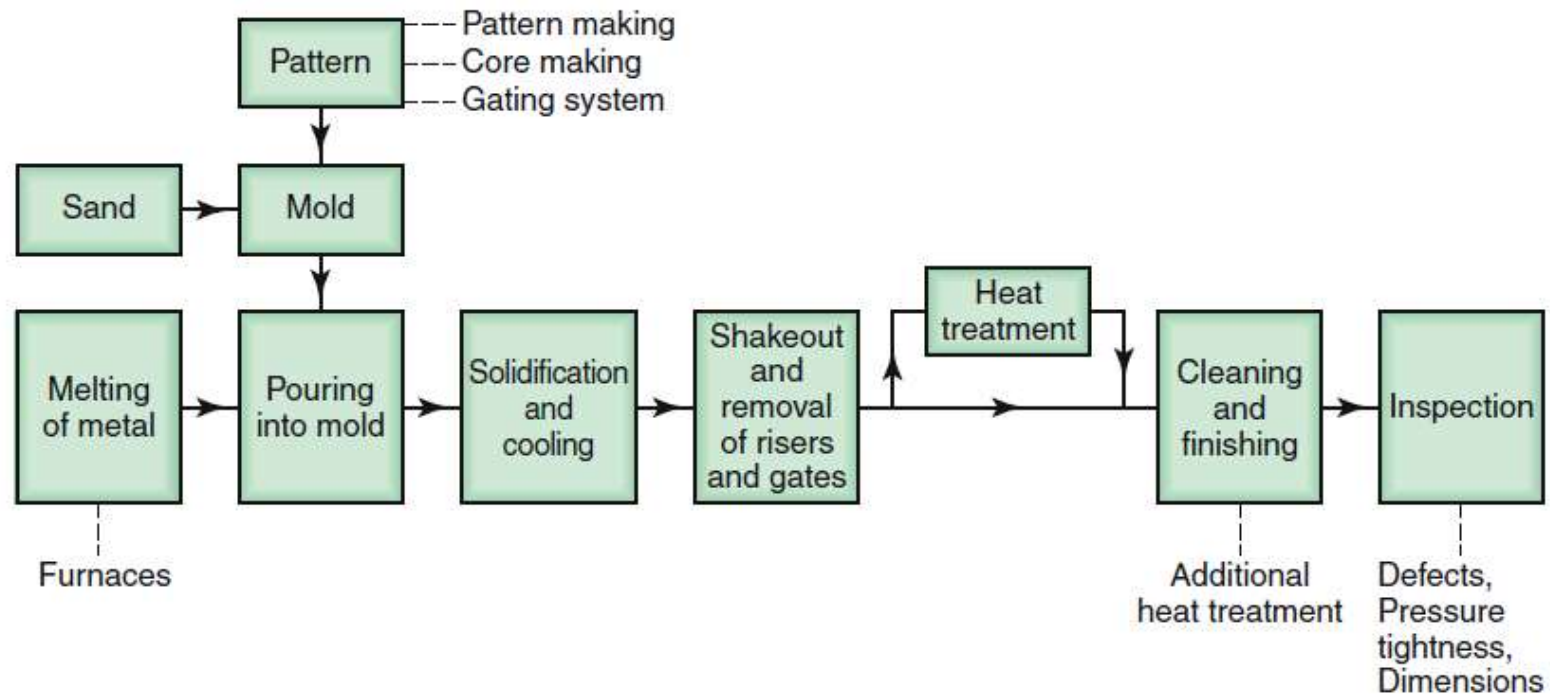 Pattern
Pattern making
Core making
Gating system
Sand
Mold
Melting
of metal
Pouring
into mold
Solidification
and
cooling
Shakeout
and
removal
of risers
and gates
Heat
treatment
Cleaning
and
finishing
Inspection
Furnaces
Additional
heat treatment
Defects,
Pressure
tightness,
Dimensions